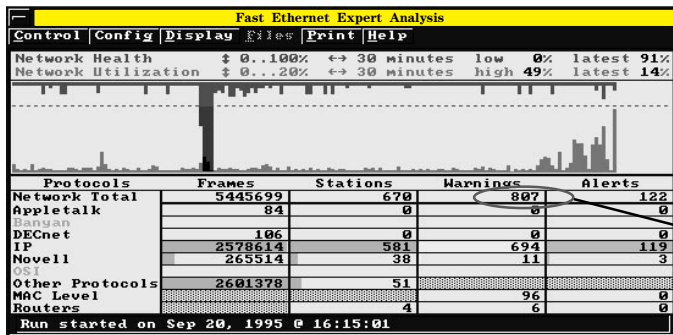 Fast Ethernet Expert Analysis
Control Config Display Files Print Help
Network Health ↕ 0..100% ↔ 30 minutes low 0% latest 91%
Network Utilization ↕ 0...20% ↔ 30 minutes high 49% latest 14%
Protocols Frames Stations Warnings Alerts
Network Total 5445699 670 807 122
Appletalk 84 0 0 0
Banyan
DECnet 106 0 0 0
IP 2578614 581 694 119
Novell 265514 38 11 3
OSI
Other Protocols 2601378 51
MAC Level 96 0
Routers 4 6 0
Run started on Sep 20, 1995 @ 16:15:01